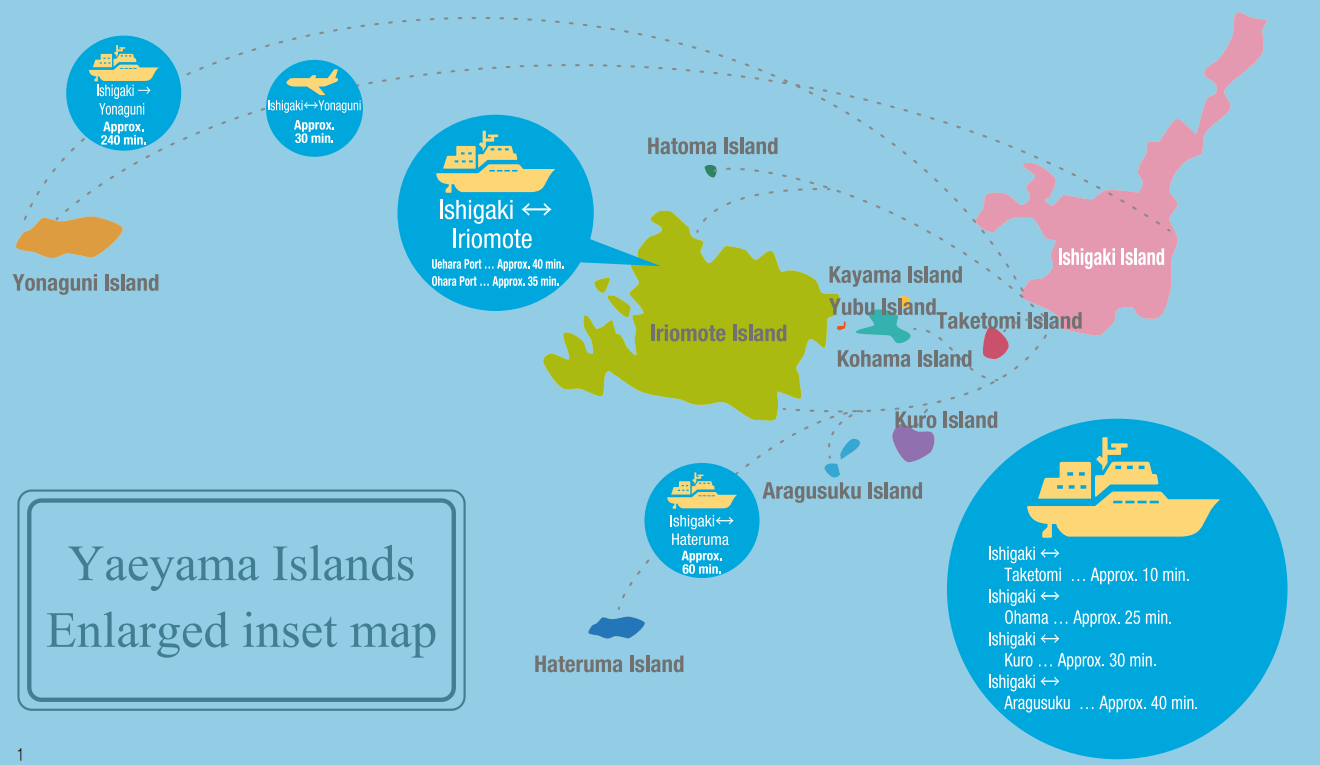 Ishigaki →
Yonaguni
Approx.
240 min.
Ishigaki↔Yonaguni
Approx.
30 min.
Ishigaki ↔
Iriomote
Uehara Port ... Approx. 40 min.
Ohara Port ... Approx. 35 min.
Hatoma Island
Ishigaki Island
Yonaguni Island
Kayama Island
Yubu Island
Taketomi Island
Iriomote Island
Kohama Island
Kuro Island
Aragusuku Island
Ishigaki↔
Hateruma
Approx.
60 min.
Hateruma Island
Ishigaki ↔
Taketomi … Approx. 10 min.
Ishigaki ↔
Ohama … Approx. 25 min.
Ishigaki ↔
Kuro … Approx. 30 min.
Ishigaki ↔
Aragusuku … Approx. 40 min.
Yaeyama Islands
Enlarged inset map
1